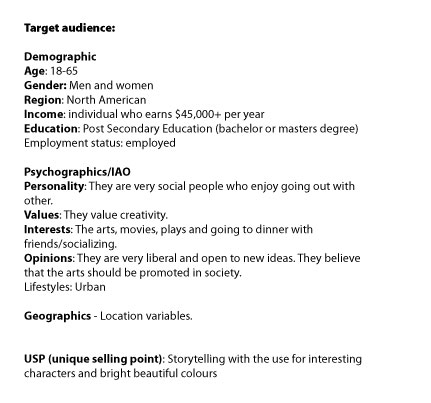 Target audience:
Demographic
Age: 18-65
Gender: Men and women
Region: North American
Income: individual who earns $45,000+ per year
Education: Post Secondary Education (bachelor or masters degree)
Employment status: employed
Psychographics/IAO
Personality: They are very social people who enjoy going out with
other.
Values: They value creativity.
Interests: The arts, movies, plays and going to dinner with
friends/socializing.
Opinions: They are very liberal and open to new ideas. They believe
that the arts should be promoted in society.
Lifestyles: Urban
Geographics - Location variables.
USP (unique selling point): Storytelling with the use for interesting
characters and bright beautiful colours